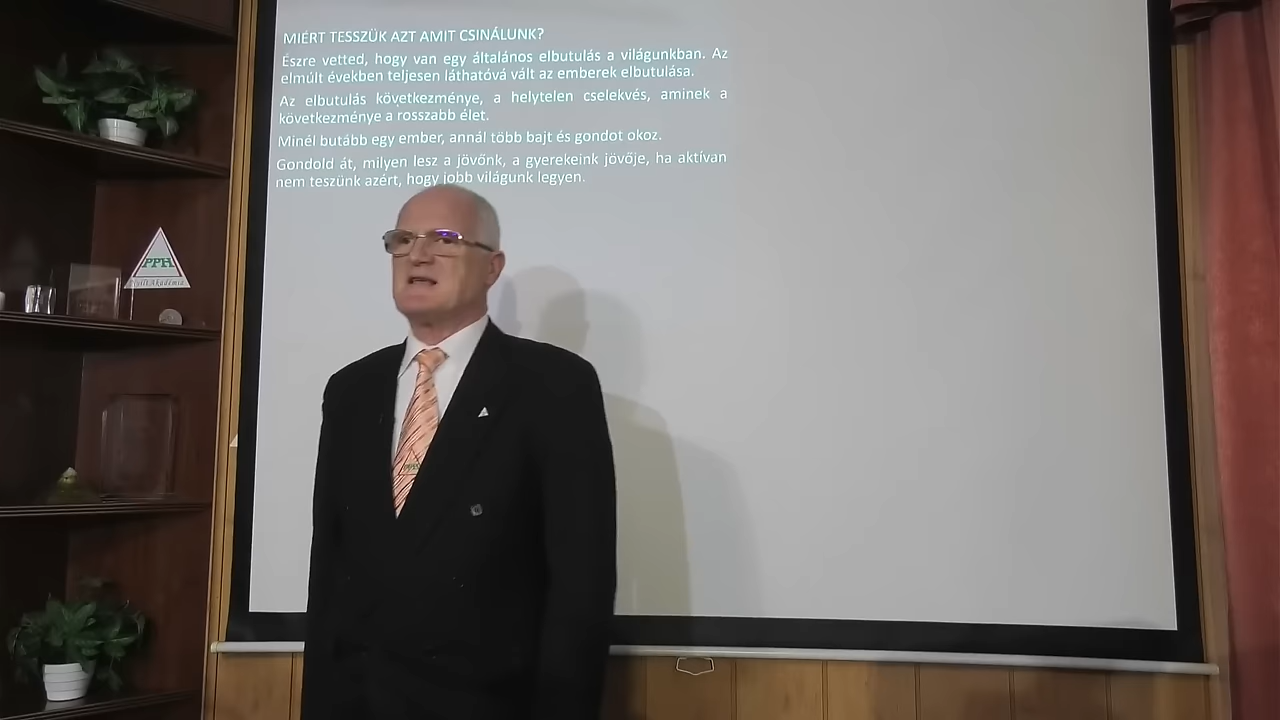 MIÉRT TESSZÜK AZT AMIT CSINÁLUNK?
Észre vetted, hogy van egy általános elbutulás a világunkban. Az
elmúlt években teljesen láthatóvá vált az emberek elbutulása.
Az elbutulás következménye, a helytelen cselekvés, aminek a
következménye a rosszabb élet.
Minél butább egy ember, annál több bajt és gondot okoz.
Gondold át, milyen lesz a jövőnk, a gyerekeink jövője, ha aktívan
nem teszünk azért, hogy jobb világunk legyen.
PPH
Nyílt Akadémia
PPH